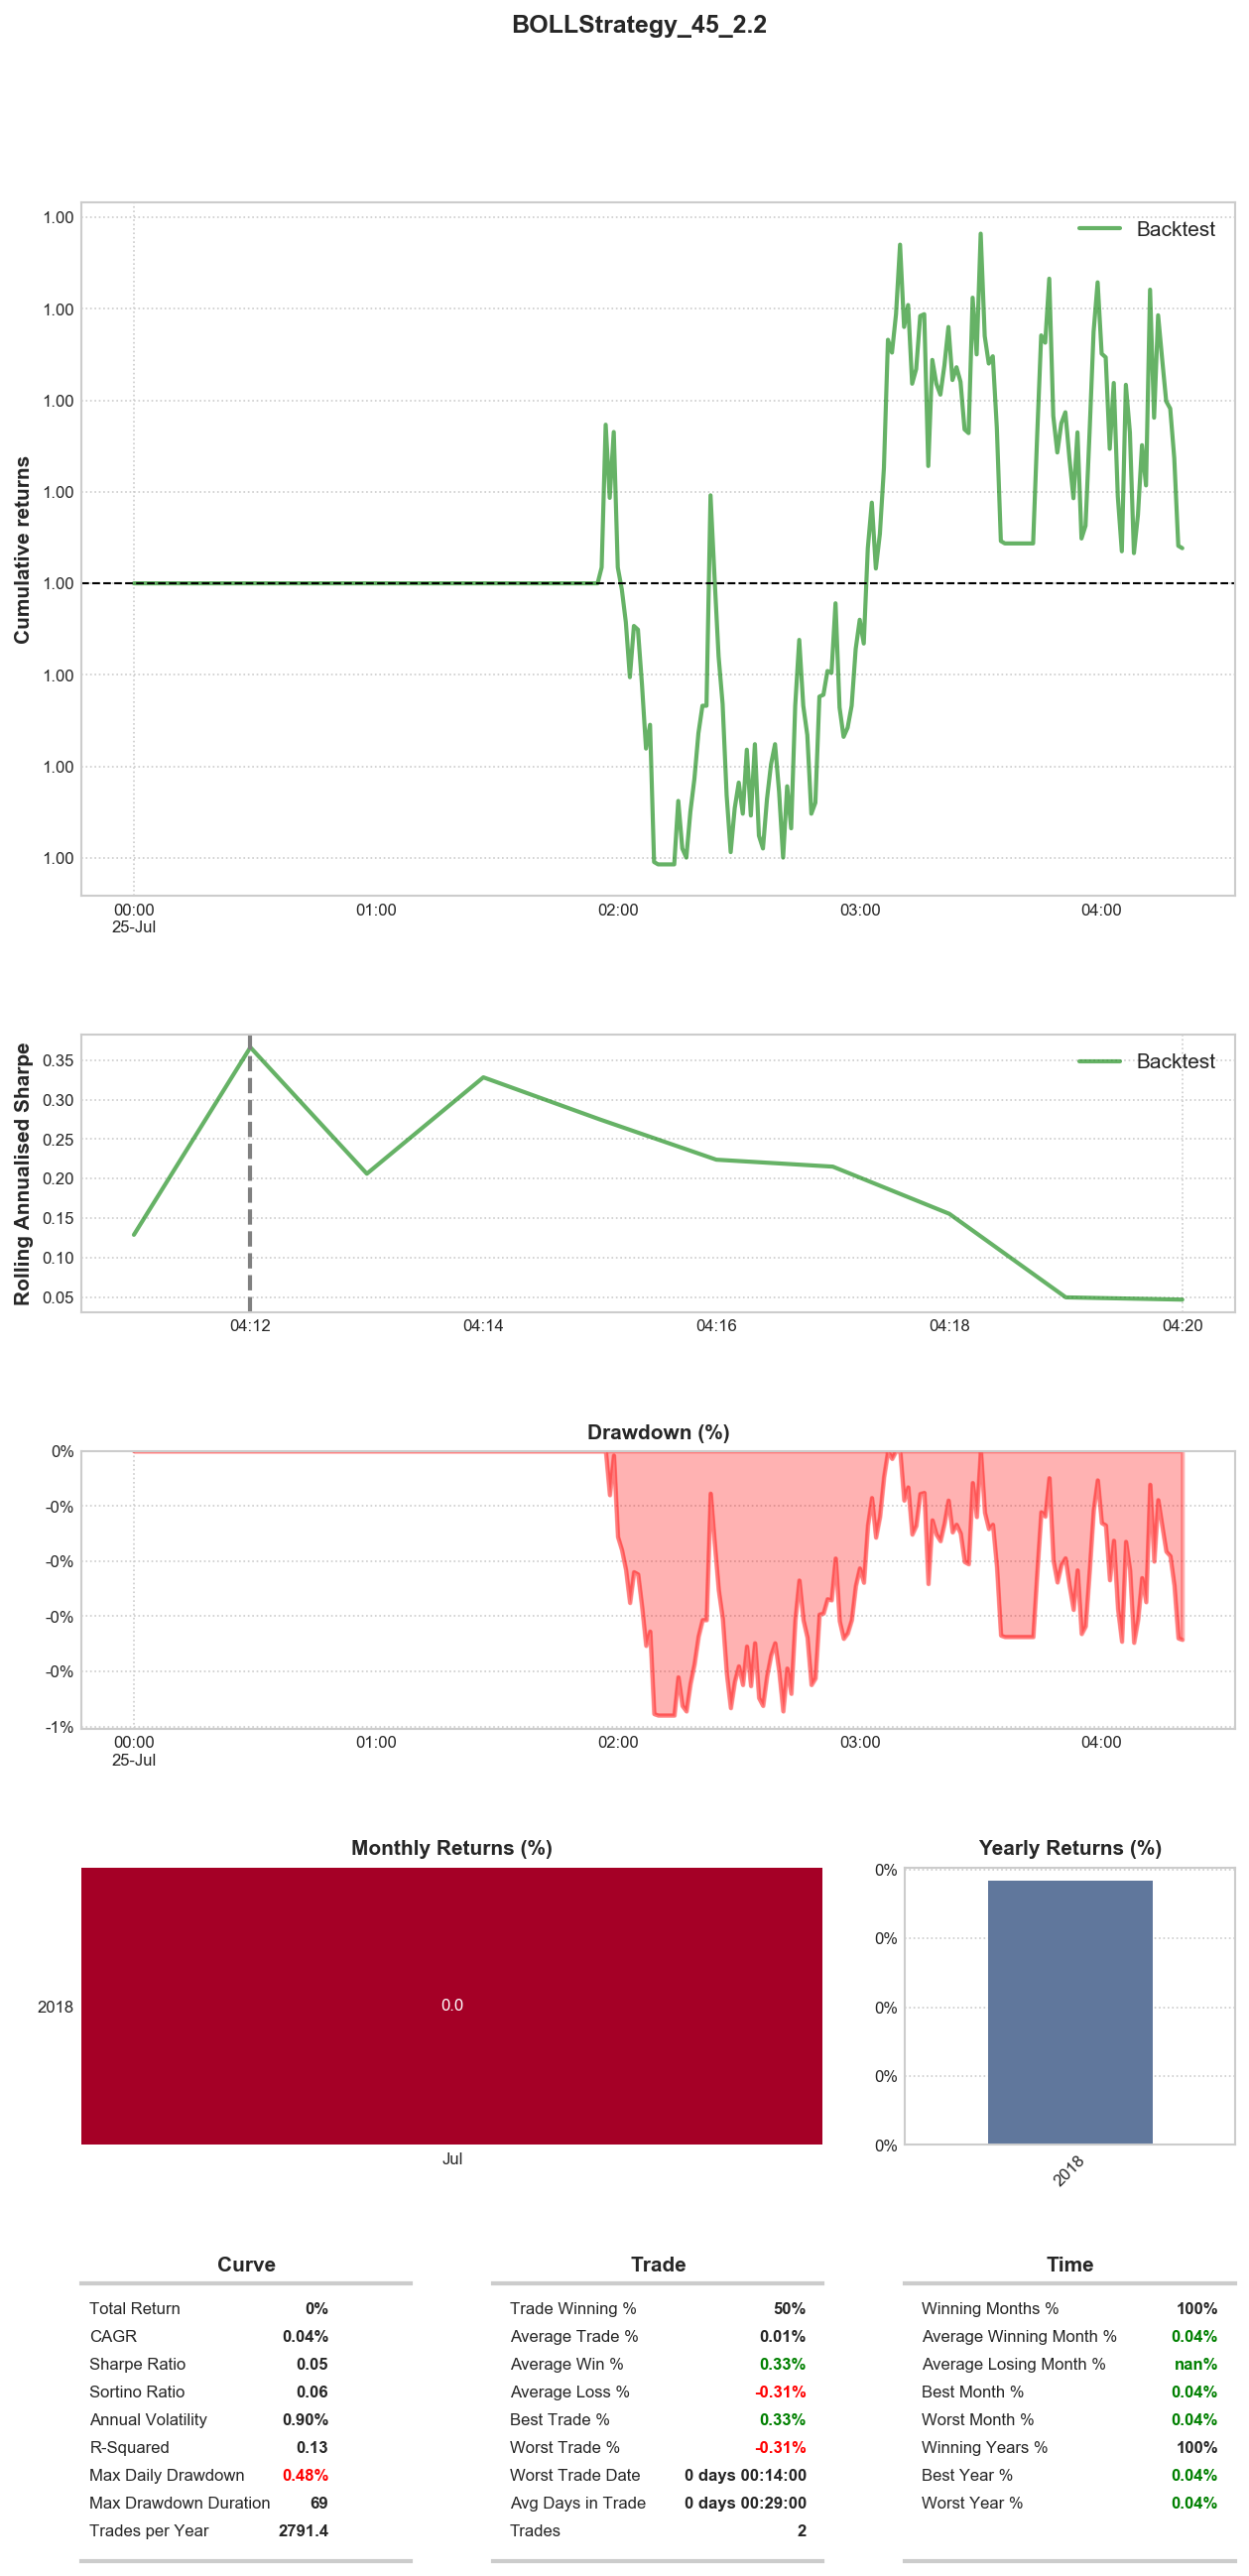 BOLLStrategy_45_2.2
Cumulative returns
1.00
1.00
1.00
1.00
1.00
1.00
1.00
1.00
Backtest
00:00 01:00 02:00 03:00 04:00
25-Jul
Rolling Annualised Sharpe
0.35
0.30
0.25
0.20
0.15
0.10
0.05
Backtest
04:12 04:14 04:16 04:18 04:20
Drawdown (%)
0%
-0%
-0%
-0%
-0%
-1%
00:00 01:00 02:00 03:00 04:00
25-Jul
Monthly Returns (%)
2018
0.0
Jul
Yearly Returns (%)
0%
0%
0%
0%
0%
2018
Curve
Total Return 0%
CAGR 0.04%
Sharpe Ratio 0.05
Sortino Ratio 0.06
Annual Volatility 0.90%
R-Squared 0.13
Max Daily Drawdown 0.48%
Max Drawdown Duration 69
Trades per Year 2791.4
Trade
Trade Winning % 50%
Average Trade % 0.01%
Average Win % 0.33%
Average Loss % -0.31%
Best Trade % 0.33%
Worst Trade % -0.31%
Worst Trade Date 0 days 00:14:00
Avg Days in Trade 0 days 00:29:00
Trades 2
Time
Winning Months % 100%
Average Winning Month % 0.04%
Average Losing Month % nan%
Best Month % 0.04%
Worst Month % 0.04%
Winning Years % 100%
Best Year % 0.04%
Worst Year % 0.04%